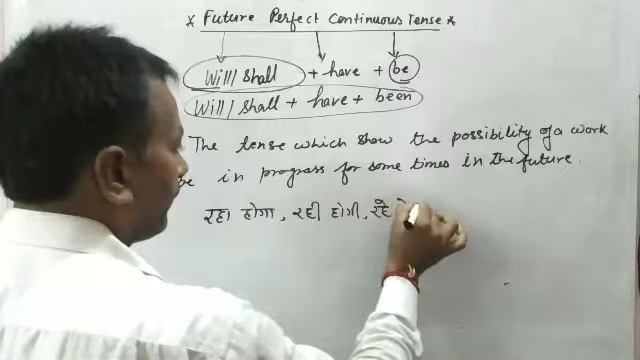 * Future Perfect Continuous Tense *
Will/Shall + have + be
Will/Shall + have + been
The tense which show the possibility of a work
in progress for some times in the future.
रहा होगा, रही होगी, रहे